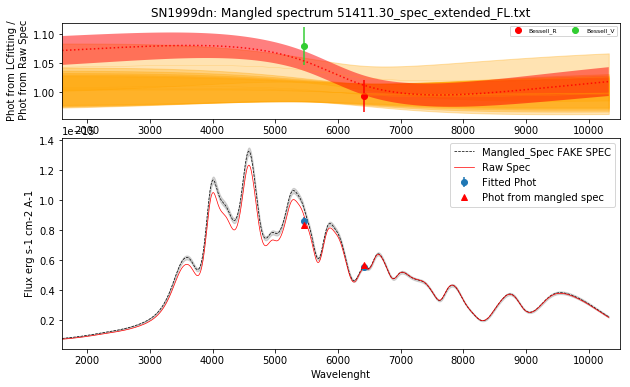 SN1999dn: Mangled spectrum 51411.30_spec_extended_FL.txt
Phot from LCfitting /
Phot from Raw Spec
1.10
1.05
1.00
Bessell_R
Bessell_V
2000 3000 4000 5000 6000 7000 8000 9000 10000
1e-15
Flux erg s-1 cm-2 A-1
1.4
1.2
1.0
0.8
0.6
0.4
0.2
Mangled_Spec FAKE SPEC
Raw Spec
Fitted Phot
Phot from mangled spec
2000 3000 4000 5000 6000 7000 8000 9000 10000
Wavelenght